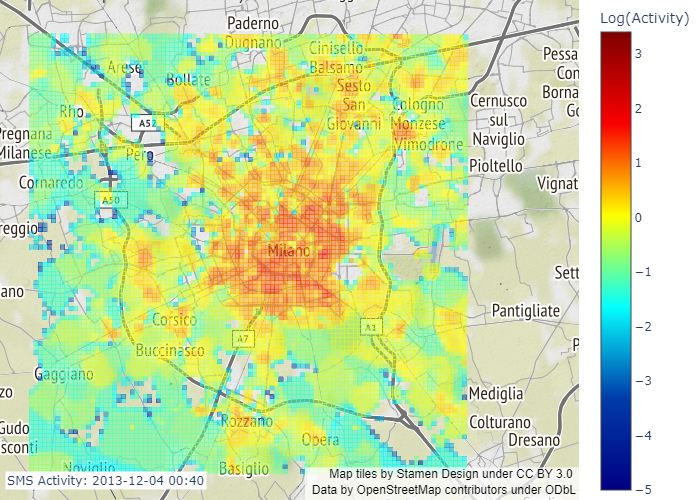 Log(Activity)
Paderno
Dugnano
Cinisello
Balsamo
Arese
Bollate
Sesto
San
Giovanni
Pessa
Con
Borna
Go
Rho
A52
Cologno
Monzese
Vimodrone
Cernusco
sul
Naviglio
Pregnana
Milanese
Pero
Pioltello
Cornaredo
Vignat
A50
reggio
Milano
Sett
ano
Corsico
A7
A1
Pantigliate
Buccinasco
P
Gaggiano
zo
Mediglia
Rozzano
Colturano
Gudo
sconti
Opera
Dresano
Noviglio
Basiglio
SMS Activity: 2013-12-04 00:40
Map tiles by Stamen Design under CC BY 3.0
Data by OpenStreetMap contributors under ODbL
3
2
1
0
−1
−2
−3
−4
−5